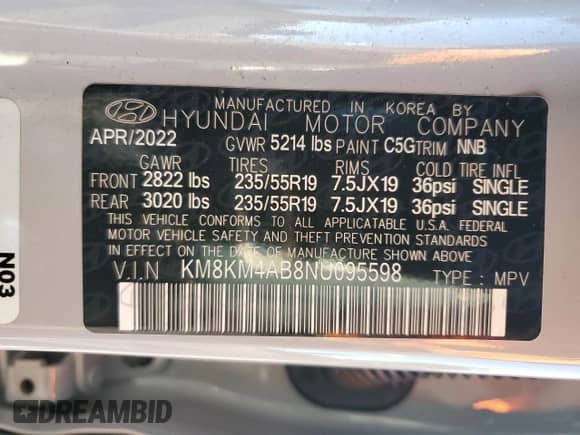 MANUFACTURED IN KOREA BY
HYUNDAI MOTOR COMPANY
APR/2022 GVWR 5214 lbs PAINT C5G TRIM NNB
GAWR TIRES RIMS COLD TIRE INFL
FRONT 2822 lbs 235/55R19 7.5JX19 36psi SINGLE
REAR 3020 lbs 235/55R19 7.5JX19 36psi SINGLE
THIS VEHICLE CONFORMS TO ALL APPLICATABLE U.S.A. FEDERAL
MOTOR VEHICLE SAFETY AND THEFT PREVENTION STANDARDS
IN EFFECT ON THE DATE OF MANUFACTURE SHOWN ABOVE
V.I.N KM8KM4AB8NU095598 TYPE : MPV
N03
DREAMBID